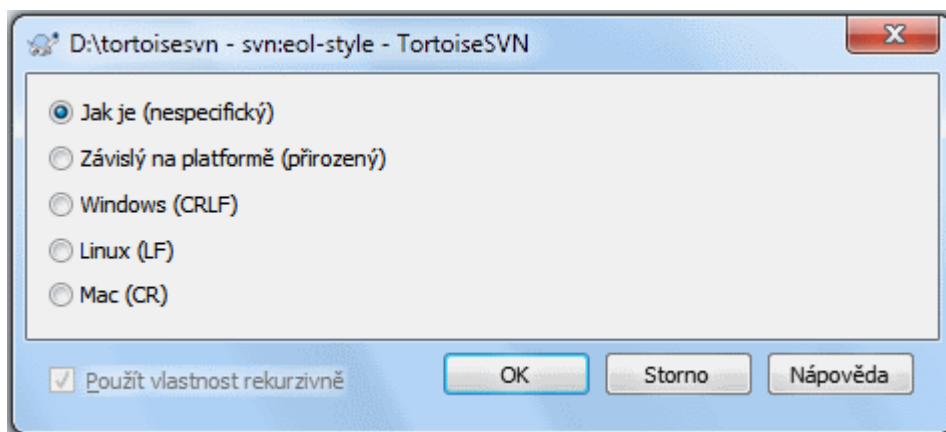 D:\tortoisesvn - svn:eol-style - TortoiseSVN
Jak je (nespecifický)
Závislý na platformě (přirozený)
Windows (CRLF)
Linux (LF)
Mac (CR)
Použít vlastnost rekurzivně
OK
Storno
Nápověda